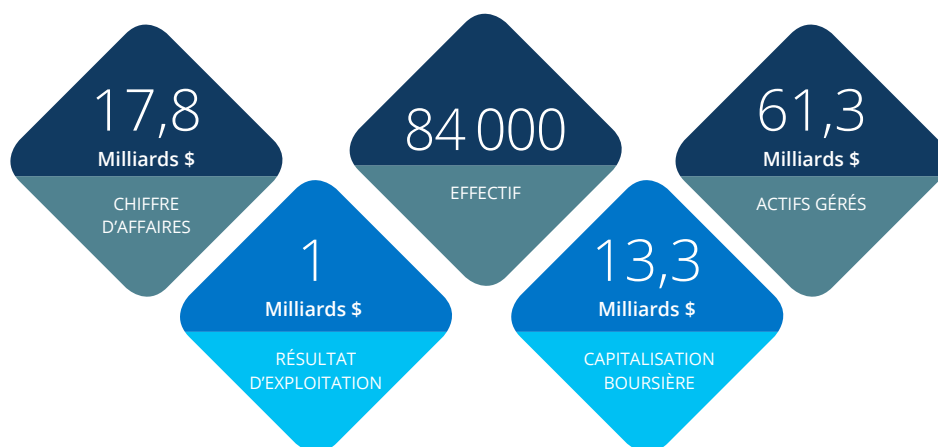 17,8
Milliards $
CHIFFRE
D'AFFAIRES
1
Milliards $
RÉSULTAT
D'EXPLOITATION
84 000
EFFECTIF
13,3
Milliards $
CAPITALISATION
BOURSIÈRE
61,3
Milliards $
ACTIFS GÉRÉS